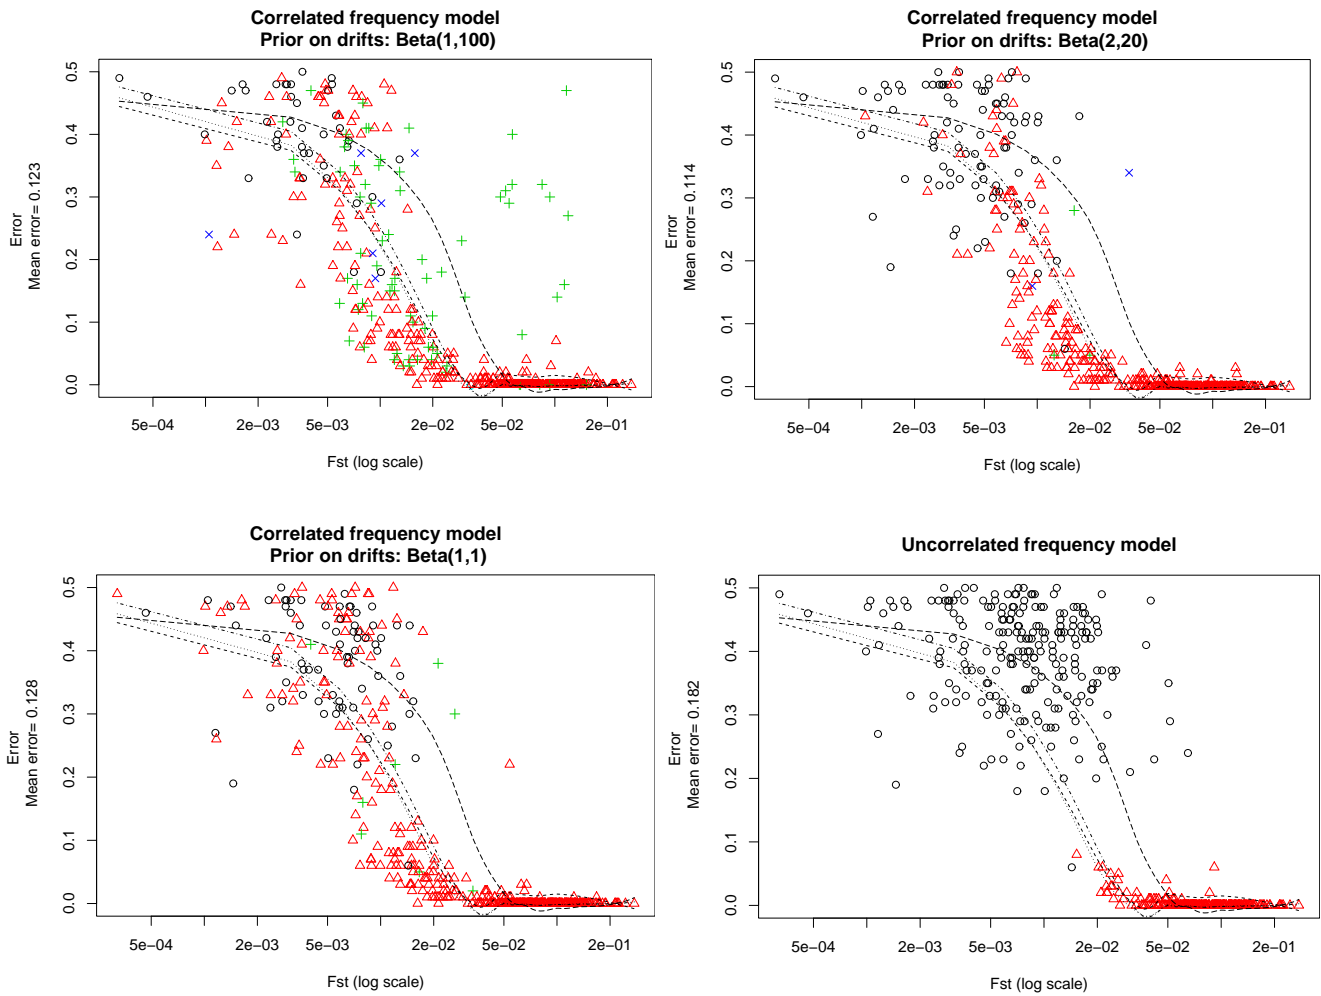 Correlated frequency model
Prior on drifts: Beta(1,100)
Error
Mean error= 0.123
0.5
0.4
0.3
0.2
0.1
0.0
5e−04
2e−03
5e−03
2e−02
5e−02
2e−01
Fst (log scale)
Correlated frequency model
Prior on drifts: Beta(2,20)
Error
Mean error= 0.114
0.5
0.4
0.3
0.2
0.1
0.0
5e−04
2e−03
5e−03
2e−02
5e−02
2e−01
Fst (log scale)
Correlated frequency model
Prior on drifts: Beta(1,1)
Error
Mean error= 0.128
0.5
0.4
0.3
0.2
0.1
0.0
5e−04
2e−03
5e−03
2e−02
5e−02
2e−01
Fst (log scale)
Uncorrelated frequency model
Error
Mean error= 0.182
0.5
0.4
0.3
0.2
0.1
0.0
5e−04
2e−03
5e−03
2e−02
5e−02
2e−01
Fst (log scale)